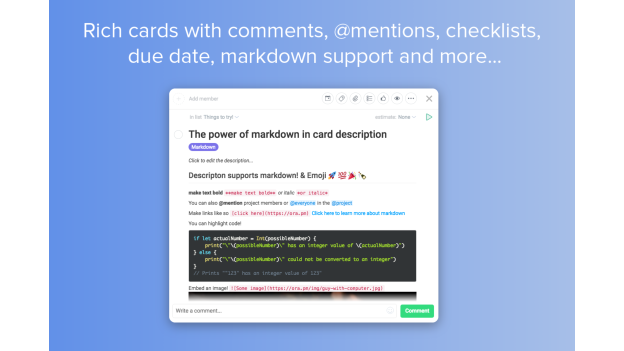 Rich cards with comments, @mentions, checklists,
due date, markdown support and more...
Add member
In list Things to try!
estimate None
The power of markdown in card description
Markdown
Click to edit the description...
Descripton supports markdown! & Emoji 🚀 💯 🎉 🍾
make text bold **make text bold** or italic *or italic*
You can also @mention project members or @everyone in the @project
Make links like so [click here](https://ora.pm) Click here to learn more about markdown
You can highlight code!
if let actualNumber = Int(possibleNumber) {
print("\"\(possibleNumber)\" has an integer value of \(actualNumber)")
} else {
print("\"\(possibleNumber)\" could not be converted to an integer")
}
// Prints ""123" has an integer value of 123"
Embed an image! ![Some image](https://ora.pm/img/guy-with-computer.jpg)
Write a comment...
Comment